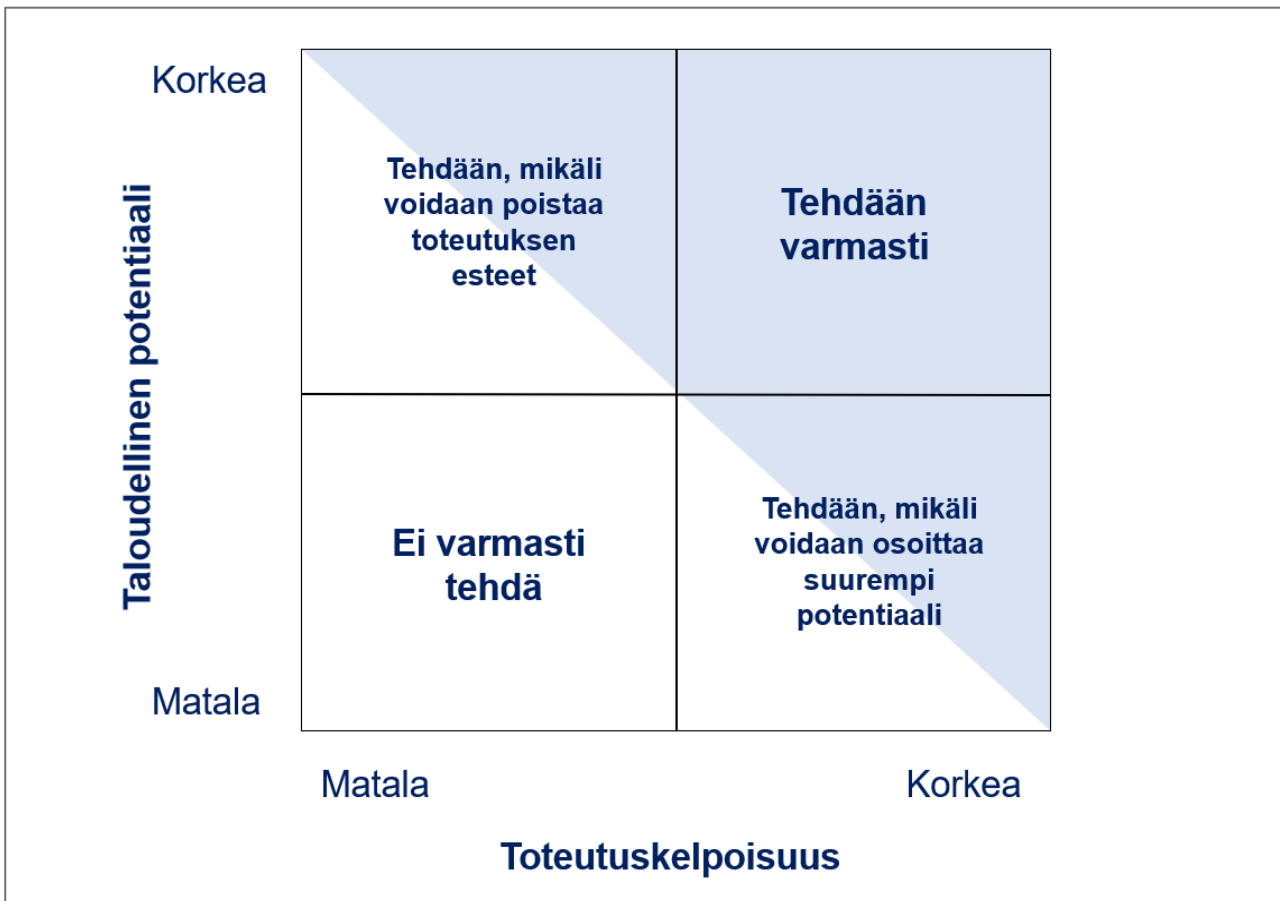 Korkea
Taloudellinen potentiaali
Tehdään, mikäli
voidaan poistaa
toteutuksen
esteet
Tehdään
varmasti
Ei varmasti
tehdä
Tehdään, mikäli
voidaan osoittaa
suurempi
potentiaali
Matala
Matala
Korkea
Toteutuskelpoisuus